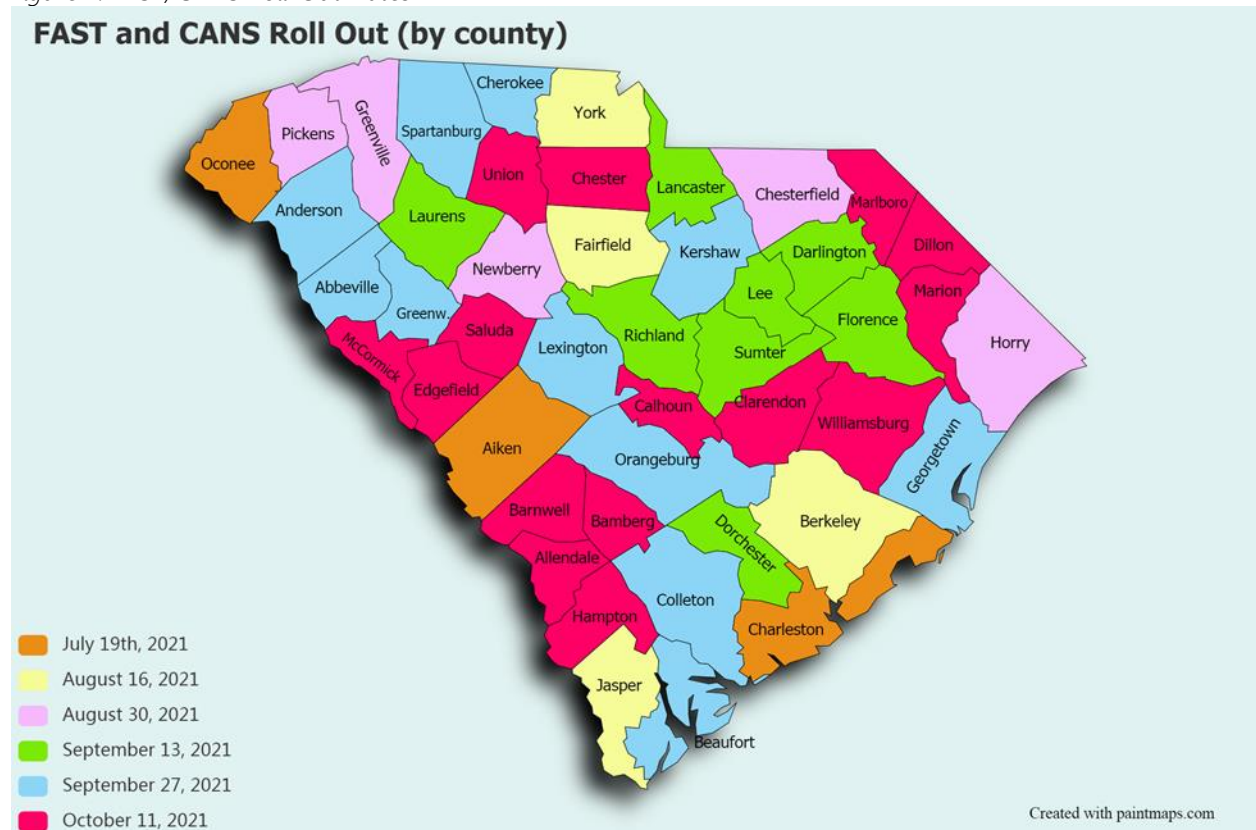 FAST and CANS Roll Out (by county)
Cherokee
York
Greenville
Pickens
Spartanburg
Oconee
Union
Chester
Lancaster
Chesterfield
Marlboro
Anderson
Laurens
Fairfield
Kershaw
Darlington
Dillon
Newberry
Abbeville
Lee
Marion
Greenw.
Florence
Saluda
Richland
Horry
Lexington
Sumter
McCormick
Edgefield
Calhoun
Clarendon
Williamsburg
Aiken
Orangeburg
Georgetown
Barnwell
Bamberg
Berkeley
Dorchester
Allendale
Colleton
Hampton
Charleston
Jasper
Beaufort
July 19th, 2021
August 16, 2021
August 30, 2021
September 13, 2021
September 27, 2021
October 11, 2021
Created with paintmaps.com